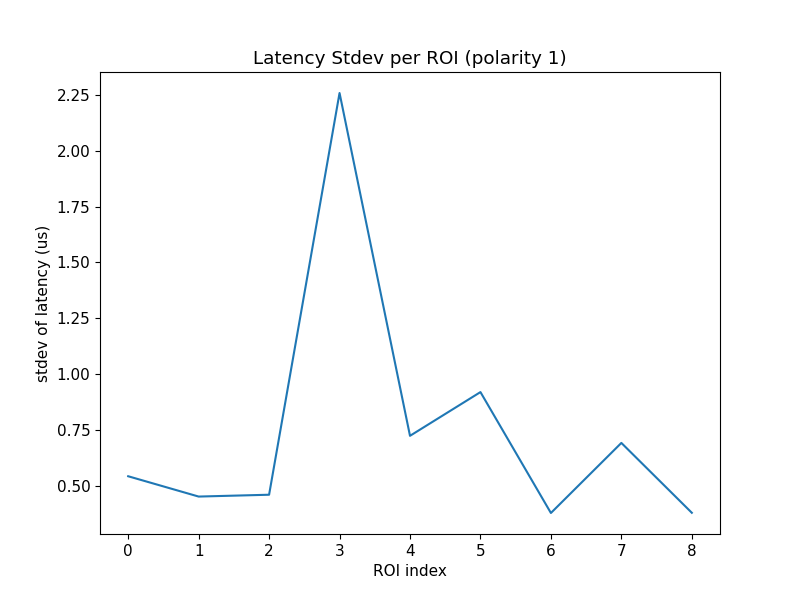 Latency Stdev per ROI (polarity 1)
stdev of latency (us)
2.25
2.00
1.75
1.50
1.25
1.00
0.75
0.50
0 1 2 3 4 5 6 7 8
ROI index